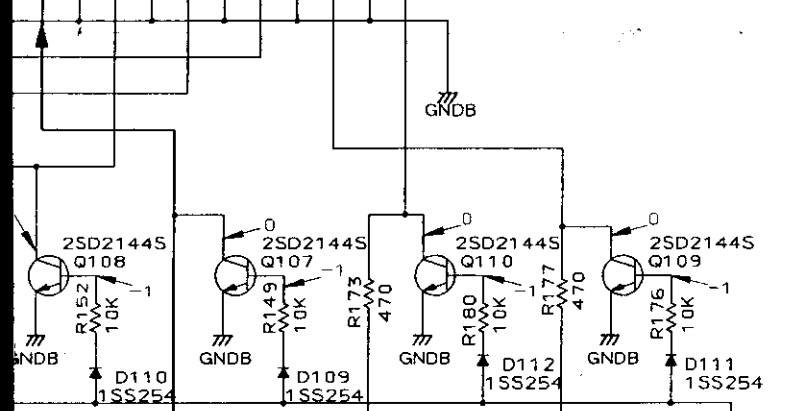 GNDB
0
0
0
2SD2144S
2SD2144S
2SD2144S
2SD2144S
Q108
Q107
Q110
Q109
-1
-1
-1
-1
R152
10K
R149
10K
R173
470
R180
10K
R177
470
R176
10K
GNDB
GNDB
GNDB
GNDB
D110
1SS254
D109
1SS254
D112
1SS254
D111
1SS254